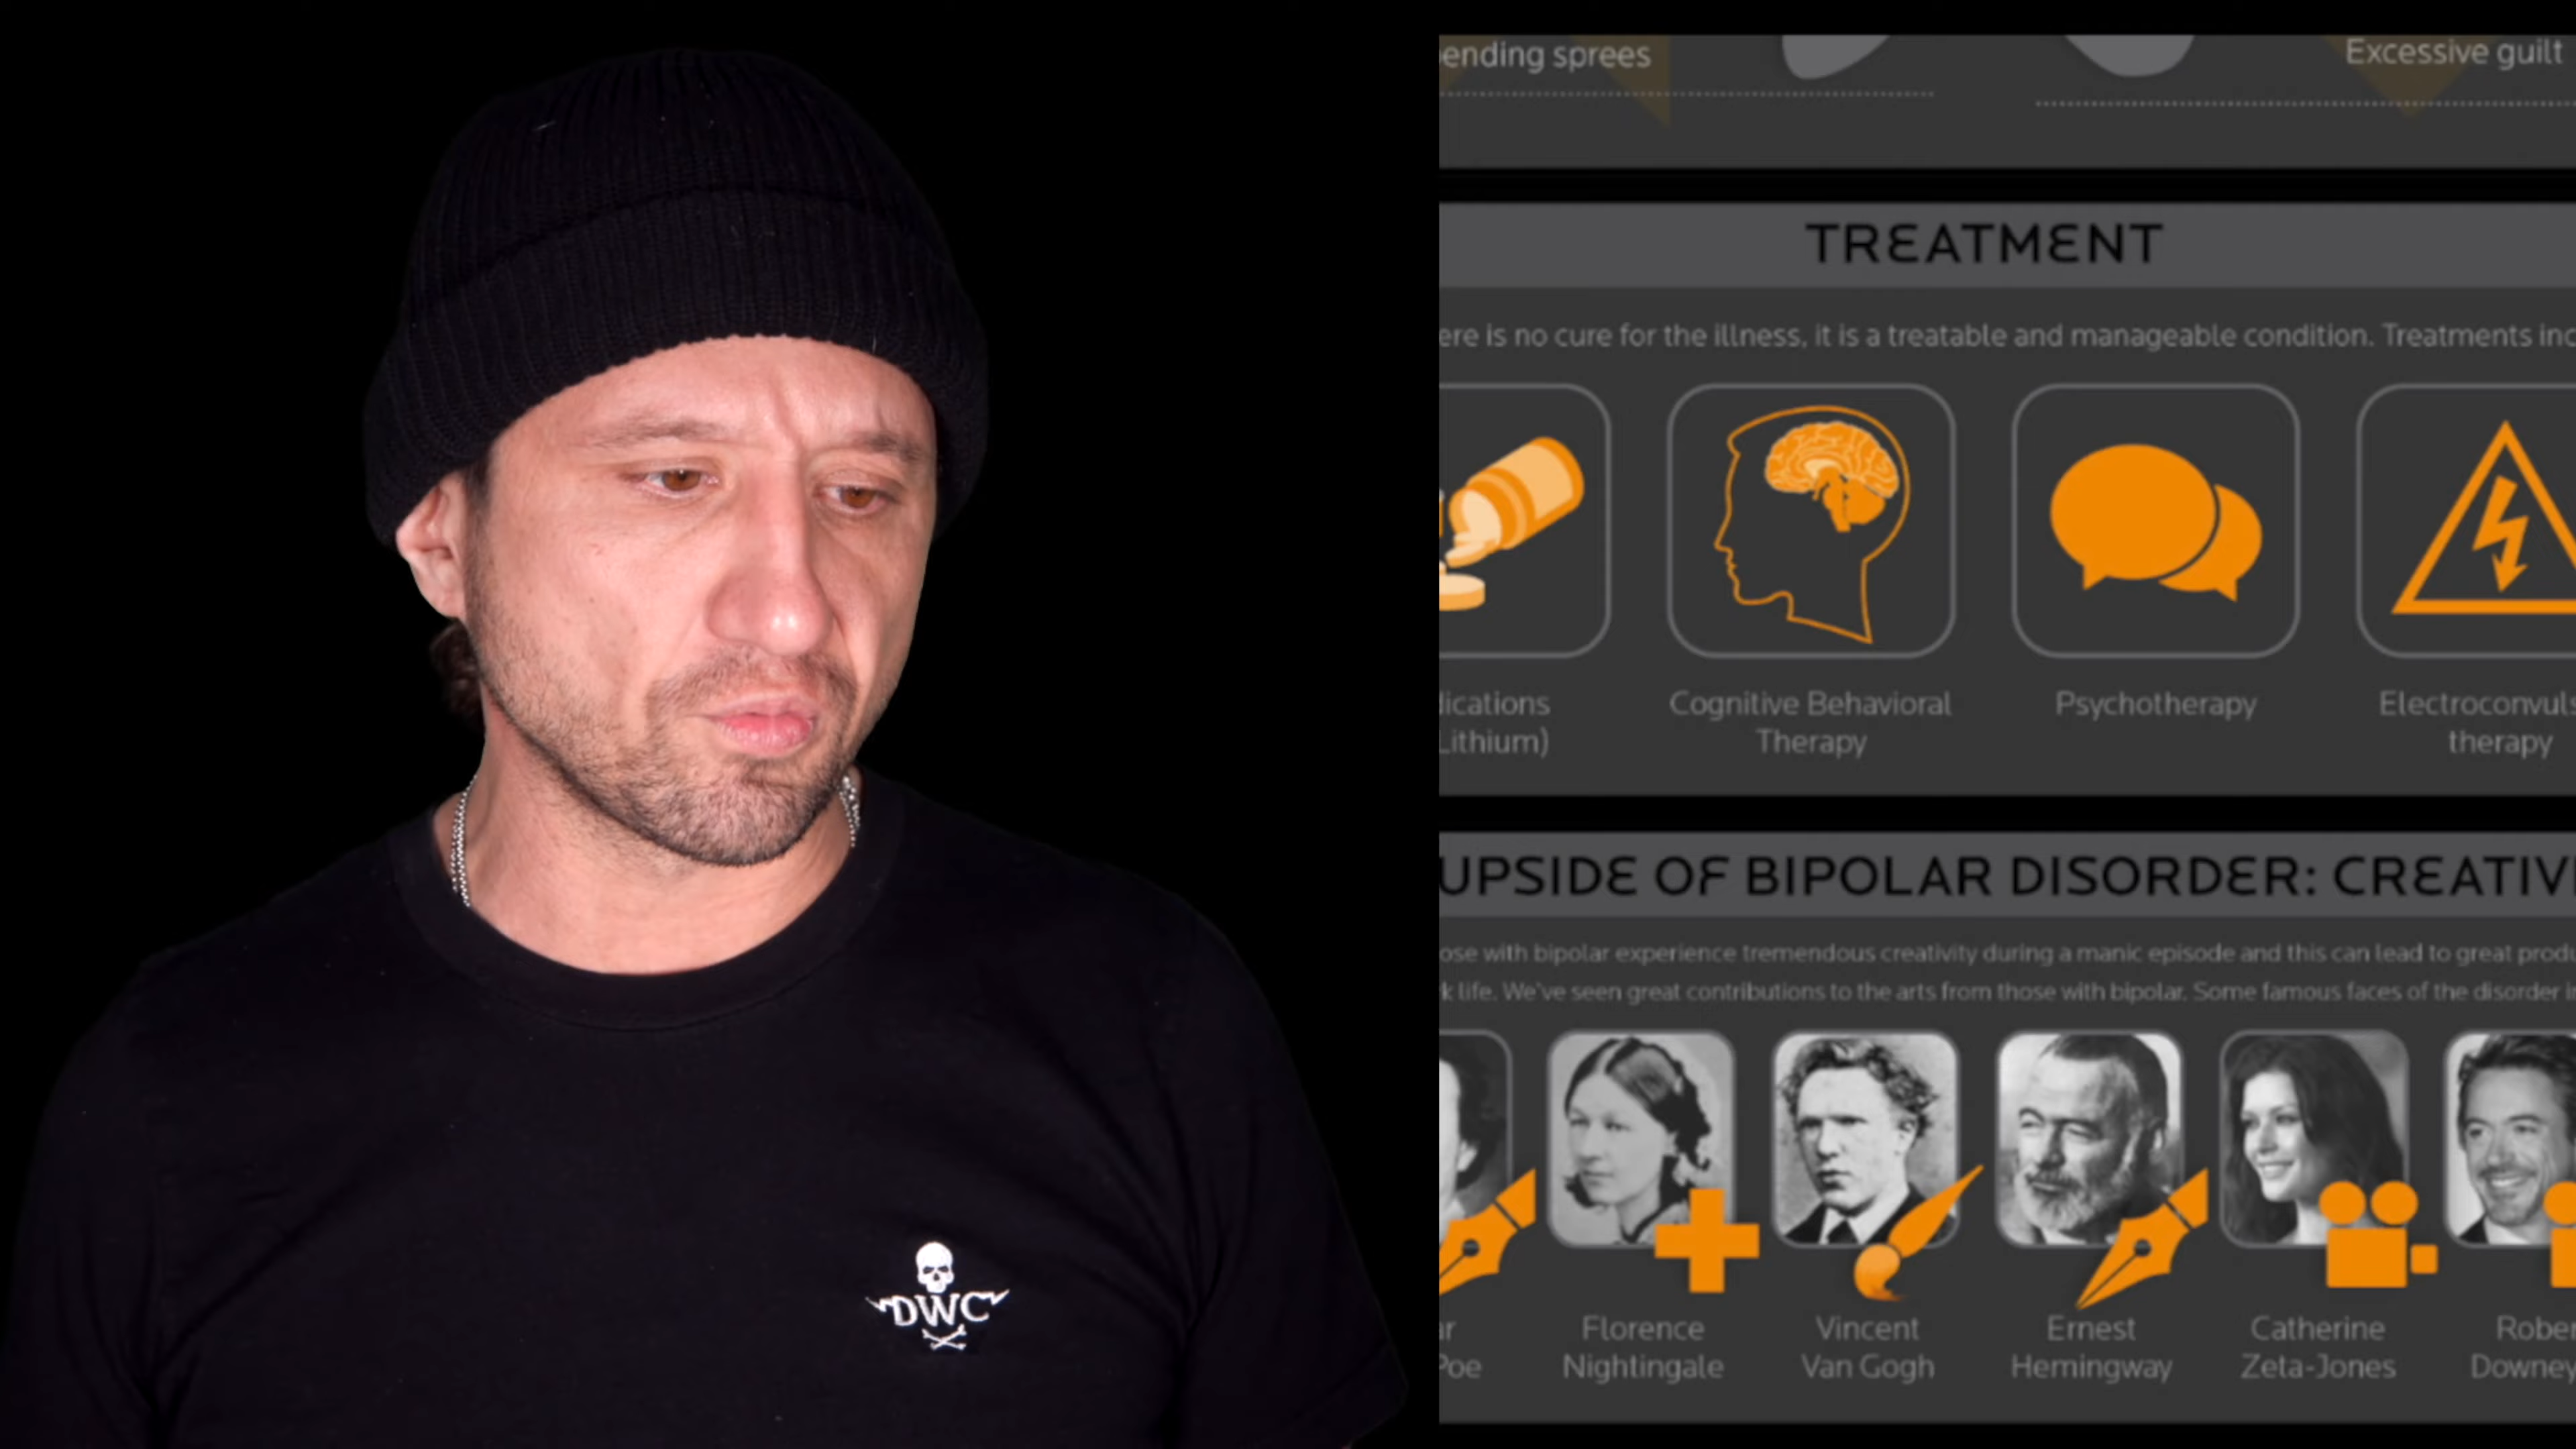 DWC
ending sprees
Excessive guilt
TREATMENT
ere is no cure for the illness, it is a treatable and manageable condition. Treatments inc
dications
Lithium)
Cognitive Behavioral
Therapy
Psychotherapy
Electroconvuls
therapy
UPSIDE OF BIPOLAR DISORDER: CREATIVI
ose with bipolar experience tremendous creativity during a manic episode and this can lead to great produ
k life. We've seen great contributions to the arts from those with bipolar. Some famous faces of the disorder in
ar
Poe
Florence
Nightingale
Vincent
Van Gogh
Ernest
Hemingway
Catherine
Zeta-Jones
Rober
Downey